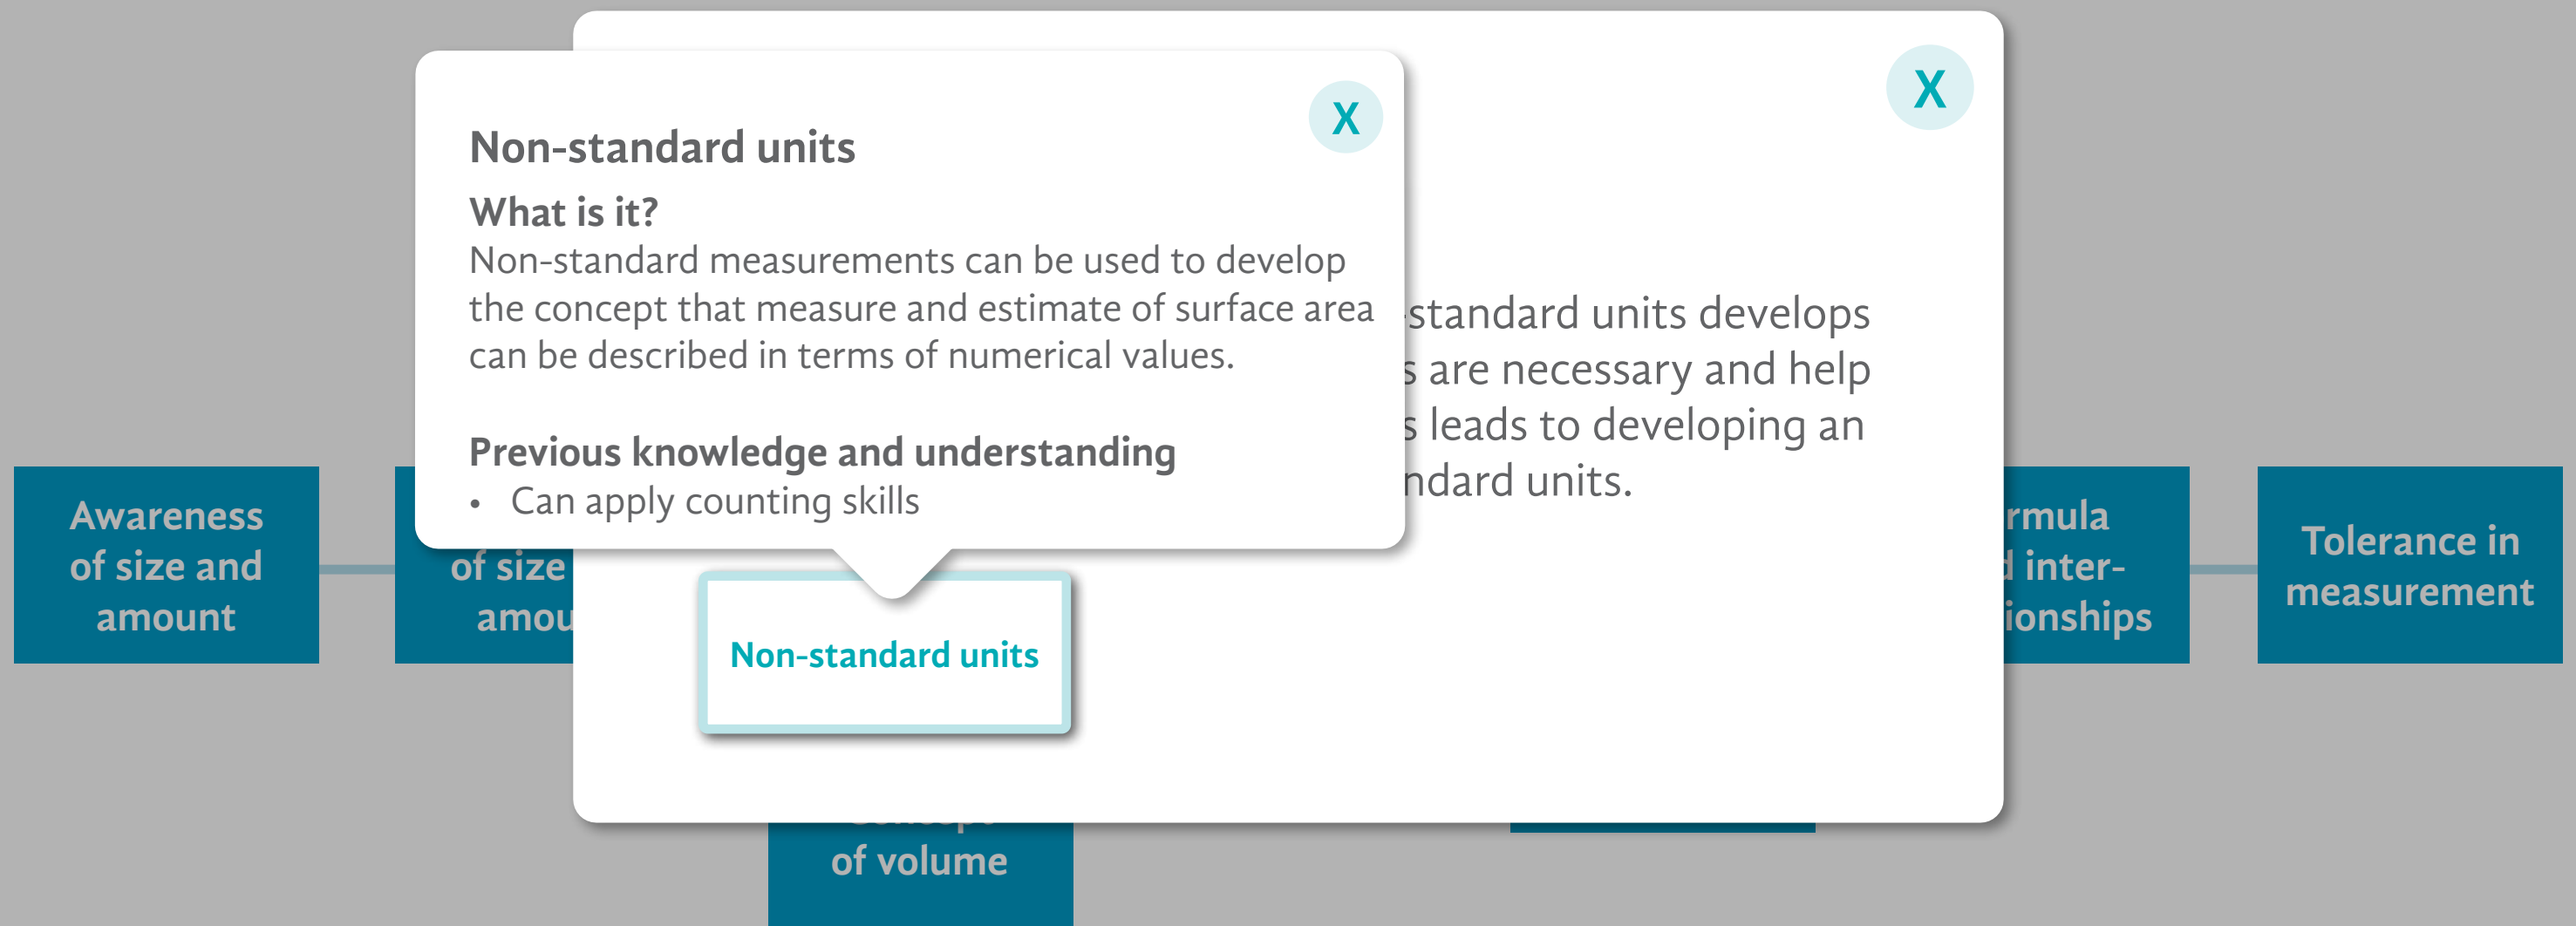 X
X
Non-standard units
What is it?
Non-standard measurements can be used to develop
the concept that measure and estimate of surface area
can be described in terms of numerical values.
Previous knowledge and understanding
• Can apply counting skills
-standard units develops
are necessary and help
leads to developing an
units.
Awareness
of size and
amount
of size
inter-
Tolerance in
measurement
Non-standard units
of volume